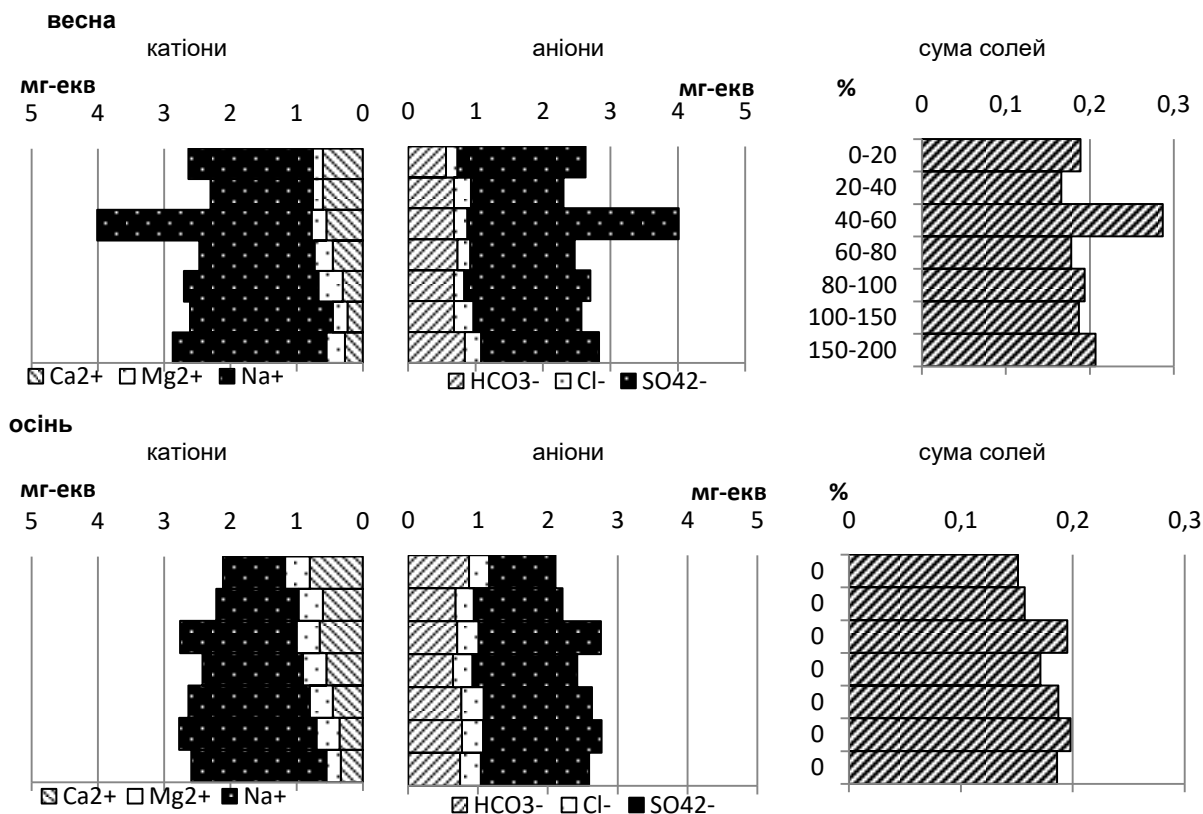 весна
катіони
аніони
сума солей
мг-екв
5 4 3 2 1 0
мг-екв
0 1 2 3 4 5
%
0 0,1 0,2 0,3
0-20
20-40
40-60
60-80
80-100
100-150
150-200
Ca2+ Mg2+ Na+
HCO3- Cl- SO42-
осінь
катіони
аніони
сума солей
мг-екв
5 4 3 2 1 0
мг-екв
0 1 2 3 4 5
%
0 0,1 0,2 0,3
0
0
0
0
0
0
0
Ca2+ Mg2+ Na+
HCO3- Cl- SO42-